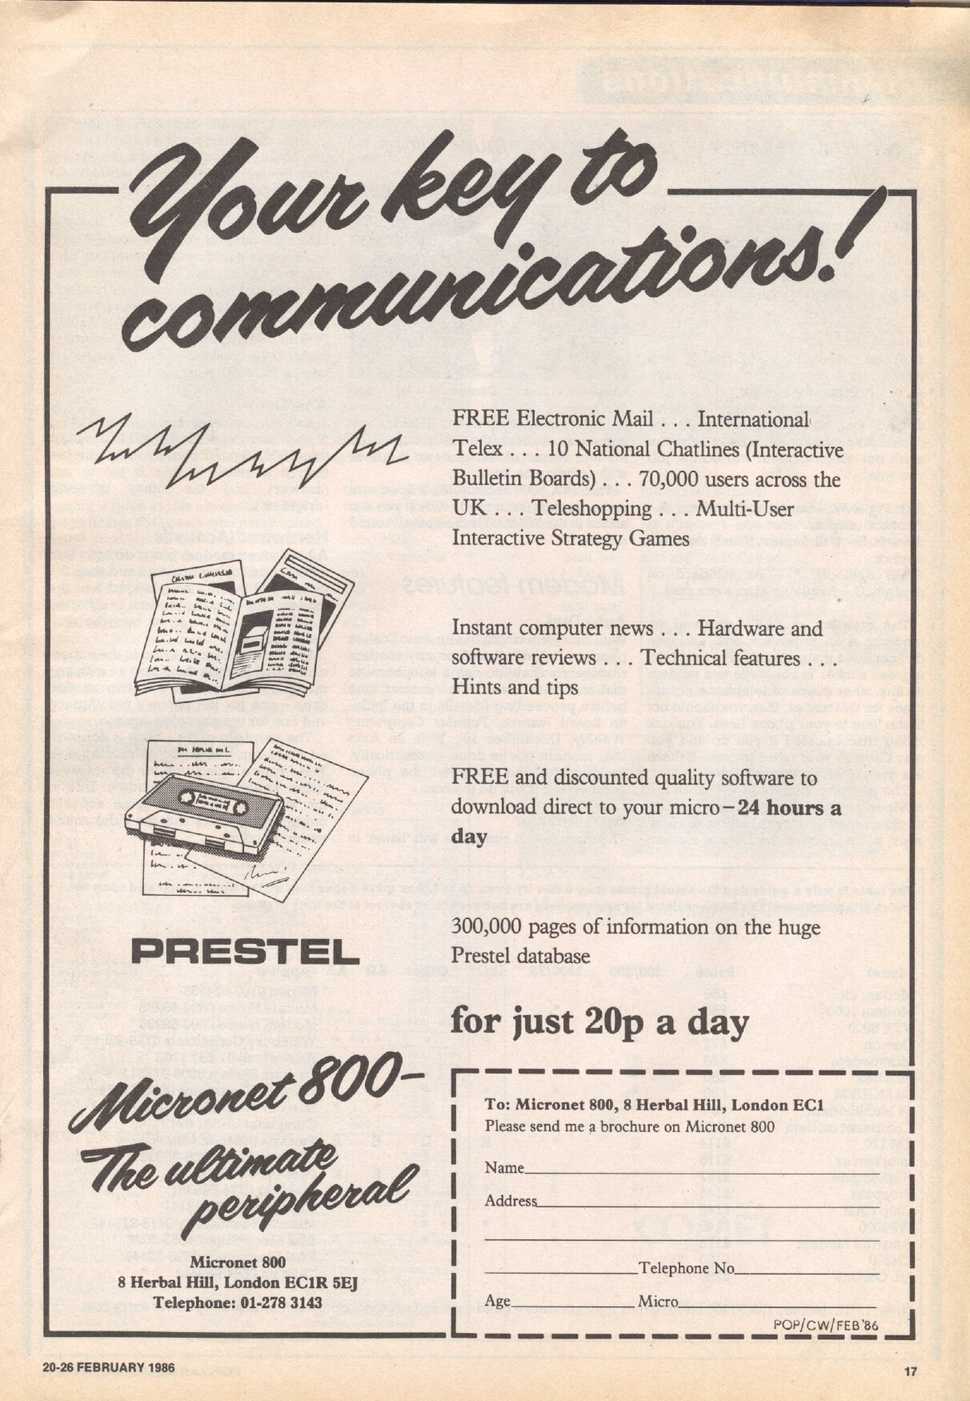 Your key to
communications!
FREE Electronic Mail . . . International
Telex . . . 10 National Chatlines (Interactive
Bulletin Boards) . . . 70,000 users across the
UK . . . Teleshopping . . . Multi-User
Interactive Strategy Games
Instant computer news . . . Hardware and
software reviews . . . Technical features . . .
Hints and tips
FREE and discounted quality software to
download direct to your micro – 24 hours a
day
300,000 pages of information on the huge
Prestel database
for just 20p a day
PRESTEL
Micronet 800-
The ultimate
peripheral
Micronet 800
8 Herbal Hill, London EC1R 5EJ
Telephone: 01-278 3143
To: Micronet 800, 8 Herbal Hill, London EC1
Please send me a brochure on Micronet 800
Name
Address
Telephone No
Age Micro
POP/CW/FEB'86
20-26 FEBRUARY 1986
17